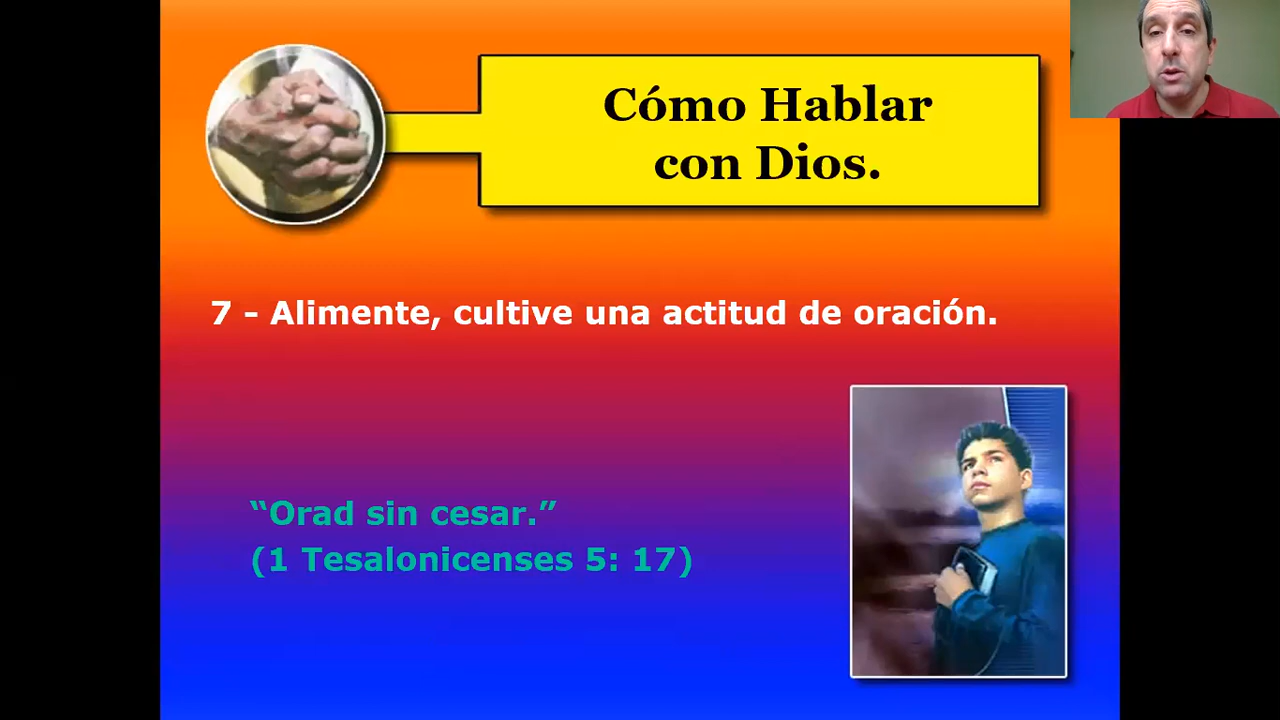 Cómo Hablar
con Dios.
7 - Alimente, cultive una actitud de oración.
“Orad sin cesar.”
(1 Tesalonicenses 5: 17)